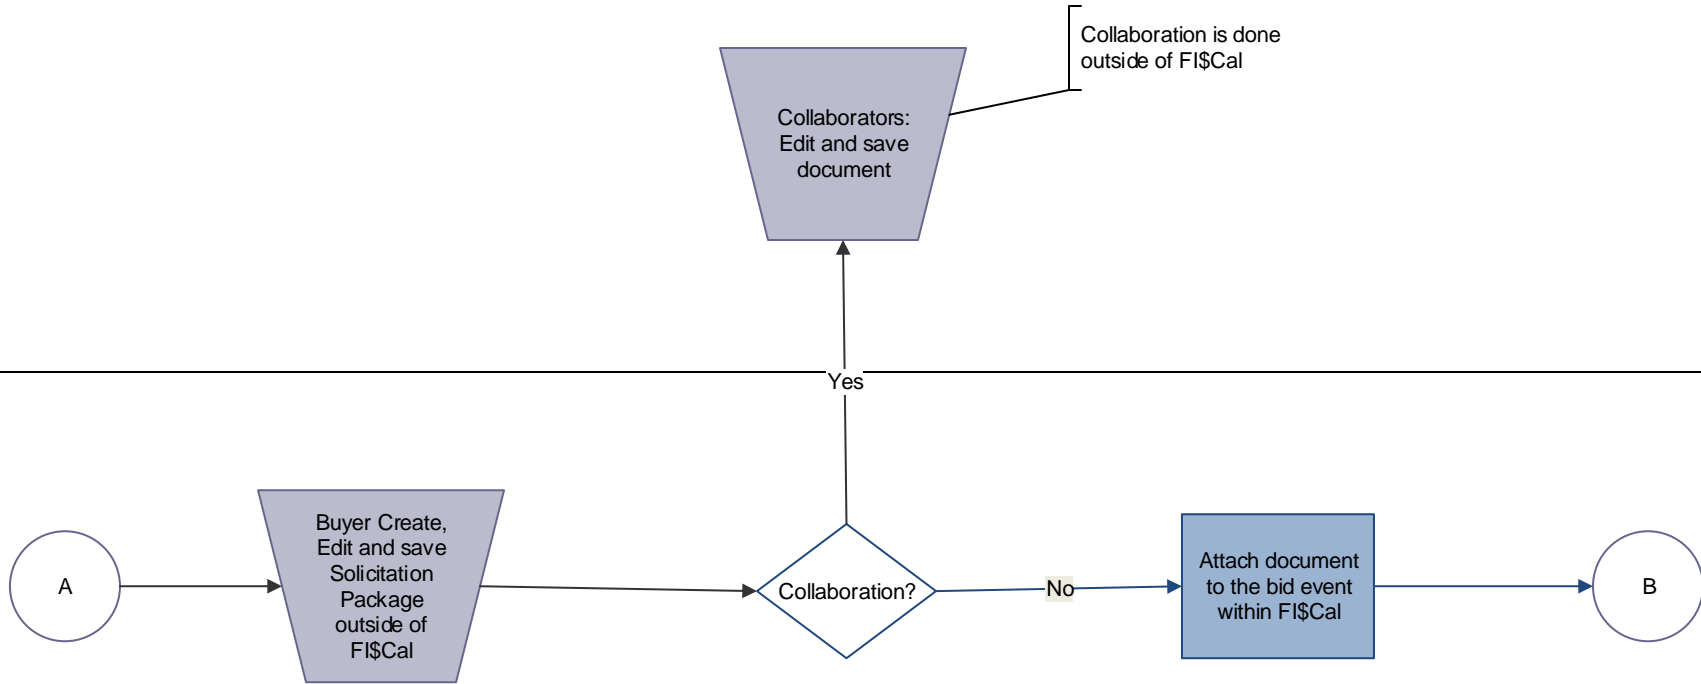 Collaboration is done
outside of FI$Cal
Collaborators:
Edit and save
document
Yes
A
Buyer Create,
Edit and save
Solicitation
Package
outside of
FI$Cal
Collaboration?
No
Attach document
to the bid event
within FI$Cal
B